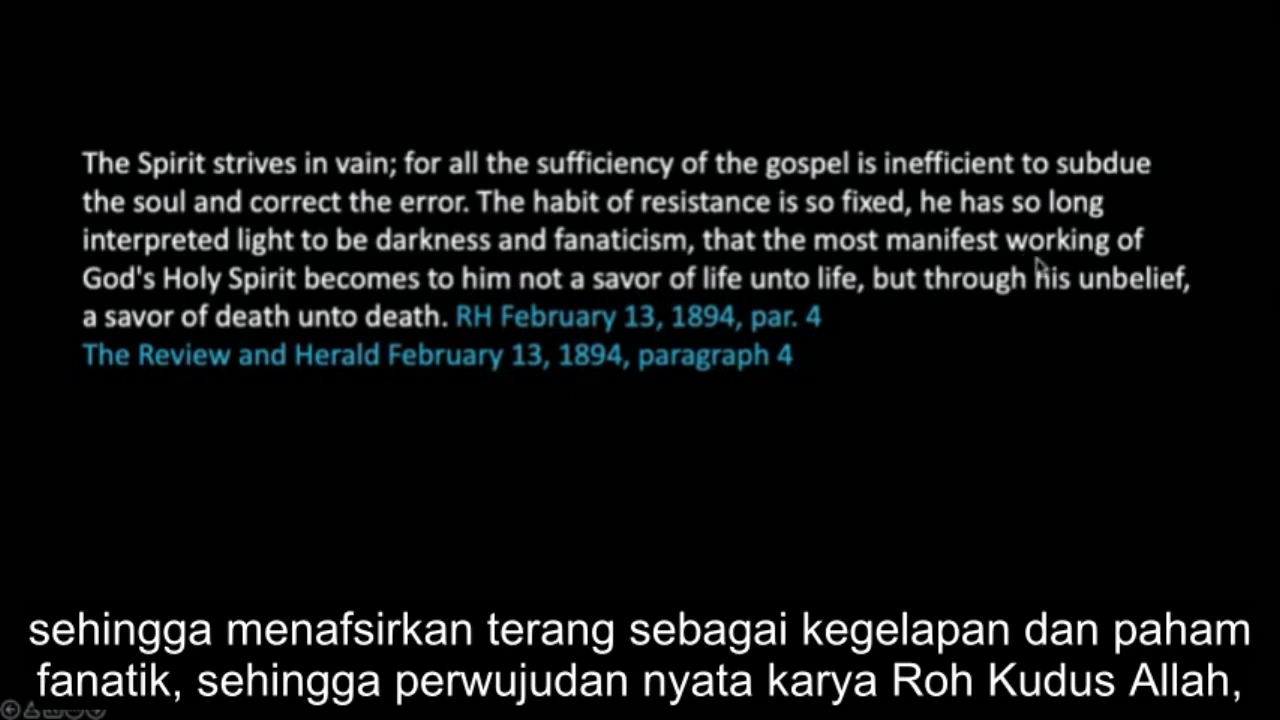 The Spirit strives in vain; for all the sufficiency of the gospel is inefficient to subdue
the soul and correct the error. The habit of resistance is so fixed, he has so long
interpreted light to be darkness and fanaticism, that the most manifest working of
God's Holy Spirit becomes to him not a savor of life unto life, but through his unbelief,
a savor of death unto death. RH February 13, 1894, par. 4
The Review and Herald February 13, 1894, paragraph 4
sehingga menafsirkan terang sebagai kegelapan dan paham
fanatik, sehingga perwujudan nyata karya Roh Kudus Allah,